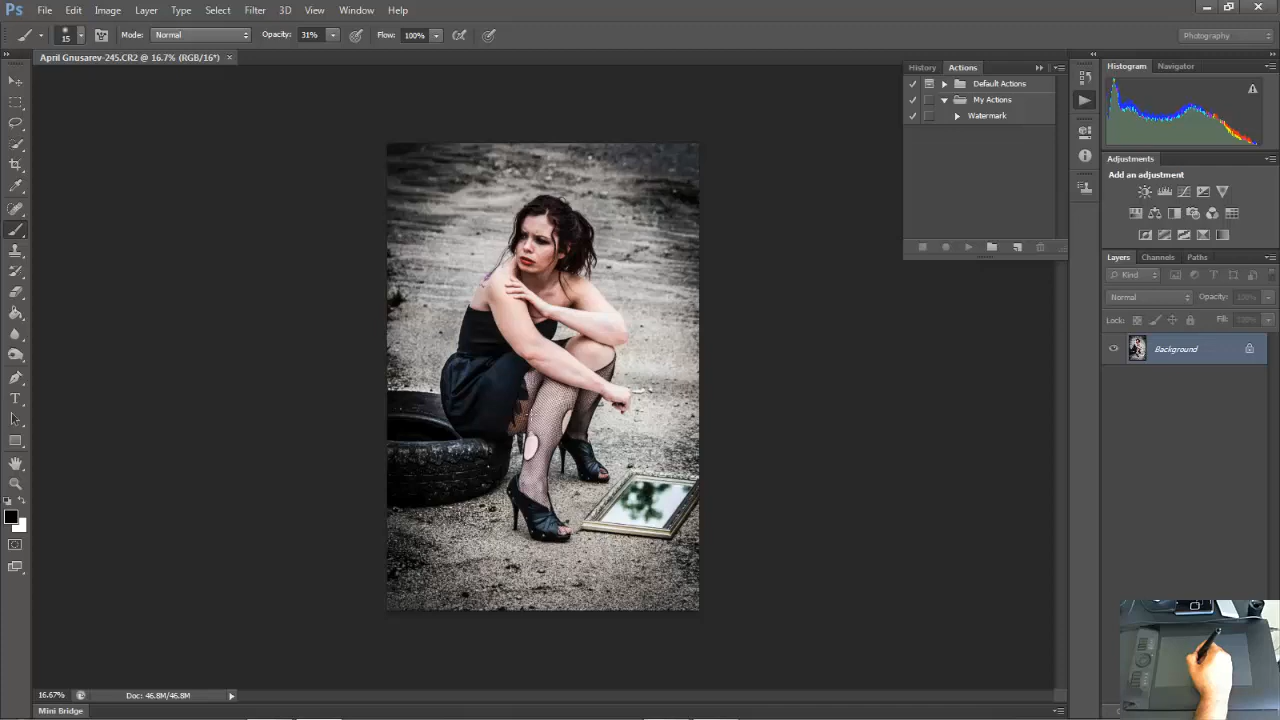 Ps File Edit Image Layer Type Select Filter 3D View Window Help
15 Mode: Normal Opacity: 31% Flow: 100% Photography
April Gnusarev-245.CR2 @ 16.7% (RGB/16*) ×
History Actions
Default Actions
My Actions
Watermark
Histogram Navigator
Adjustments
Add an adjustment
Layers Channels Paths
Kind
Normal Opacity: 100%
Lock: Fill: 100%
Background
16.67% Doc: 46.8M/46.8M
Mini Bridge